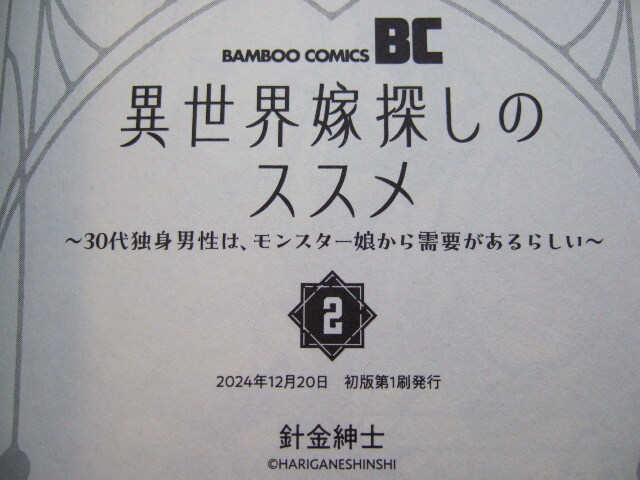 BAMBOO COMICS BC
異世界嫁探しの
ススメ
～30代独身男性は、モンスター娘から需要があるらしい～
2
2024年12月20日　初版第1刷発行
針金紳士
©HARIGANESHINSHI